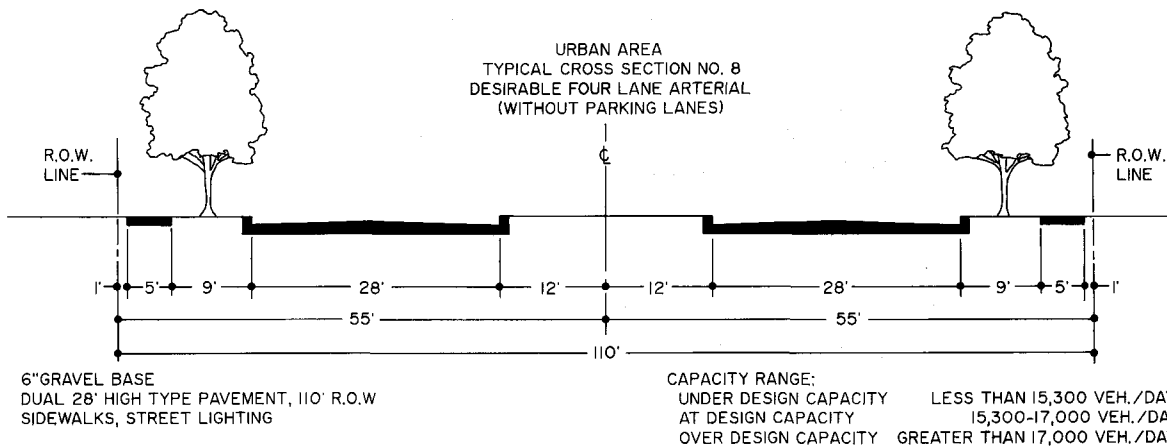 URBAN AREA
TYPICAL CROSS SECTION NO. 8
DESIRABLE FOUR LANE ARTERIAL
(WITHOUT PARKING LANES)
R.O.W.
LINE
℄
R.O.W.
LINE
1' 5' 9' 28' 12' 12' 28' 9' 5' 1'
55' 55'
110'
6"GRAVEL BASE
DUAL 28' HIGH TYPE PAVEMENT, 110' R.O.W
SIDEWALKS, STREET LIGHTING
CAPACITY RANGE:
UNDER DESIGN CAPACITY LESS THAN 15,300 VEH./DA
AT DESIGN CAPACITY 15,300-17,000 VEH./DA
OVER DESIGN CAPACITY GREATER THAN 17,000 VEH./DA